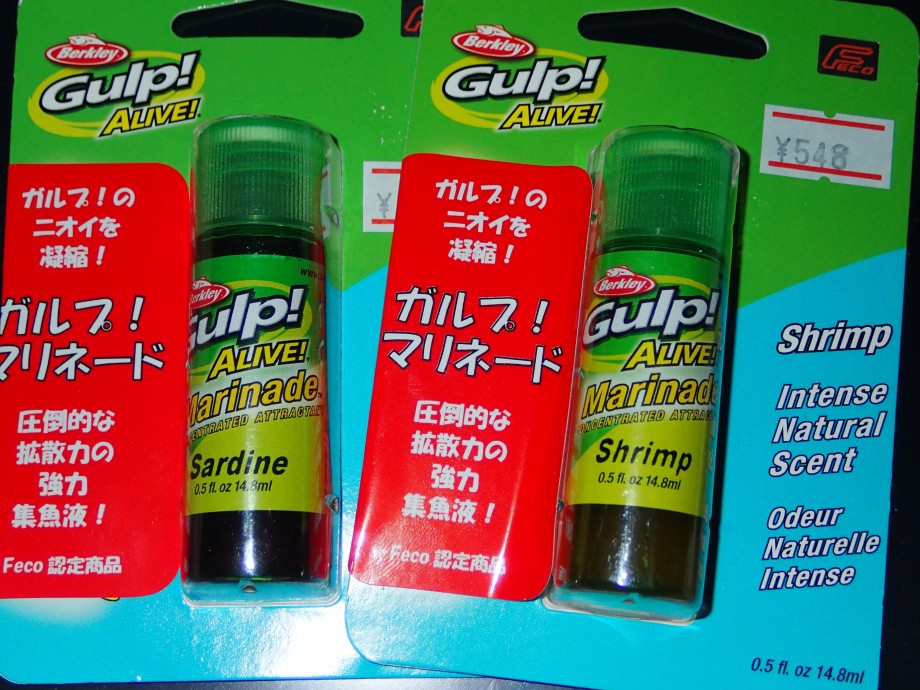 Berkley
Gulp!
ALIVE!
ガルプ！の
ニオイを
凝縮！
ガルプ！
マリネード
圧倒的な
拡散力の
強力
集魚液！
Feco 認定商品
¥
Berkley
Gulp!
ALIVE!
Marinade
CONCENTRATED ATTRACTANT
Sardine
0.5 fl. oz 14.8ml
Berkley
Gulp!
ALIVE!
Feco
¥548
ガルプ！の
ニオイを
凝縮！
ガルプ！
マリネード
圧倒的な
拡散力の
強力
集魚液！
Feco 認定商品
Berkley
Gulp!
ALIVE!
Marinade
CONCENTRATED ATTRAC
Shrimp
0.5 fl. oz 14.8ml
Shrimp
Intense
Natural
Scent
Odeur
Naturelle
Intense
0.5 fl. oz 14.8ml